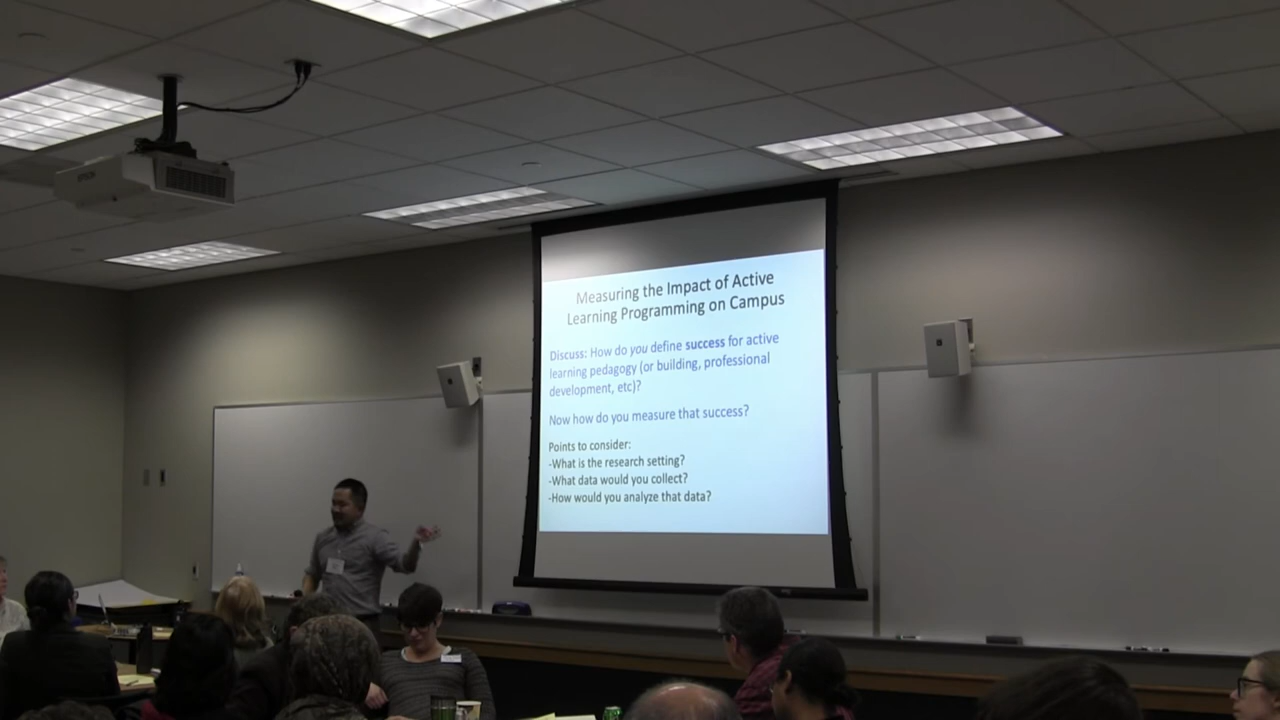 Measuring the Impact of Active
Learning Programming on Campus
Discuss: How do you define success for active
learning pedagogy (or building, professional
development, etc)?
Now how do you measure that success?
Points to consider:
-What is the research setting?
-What data would you collect?
-How would you analyze that data?
EPSON